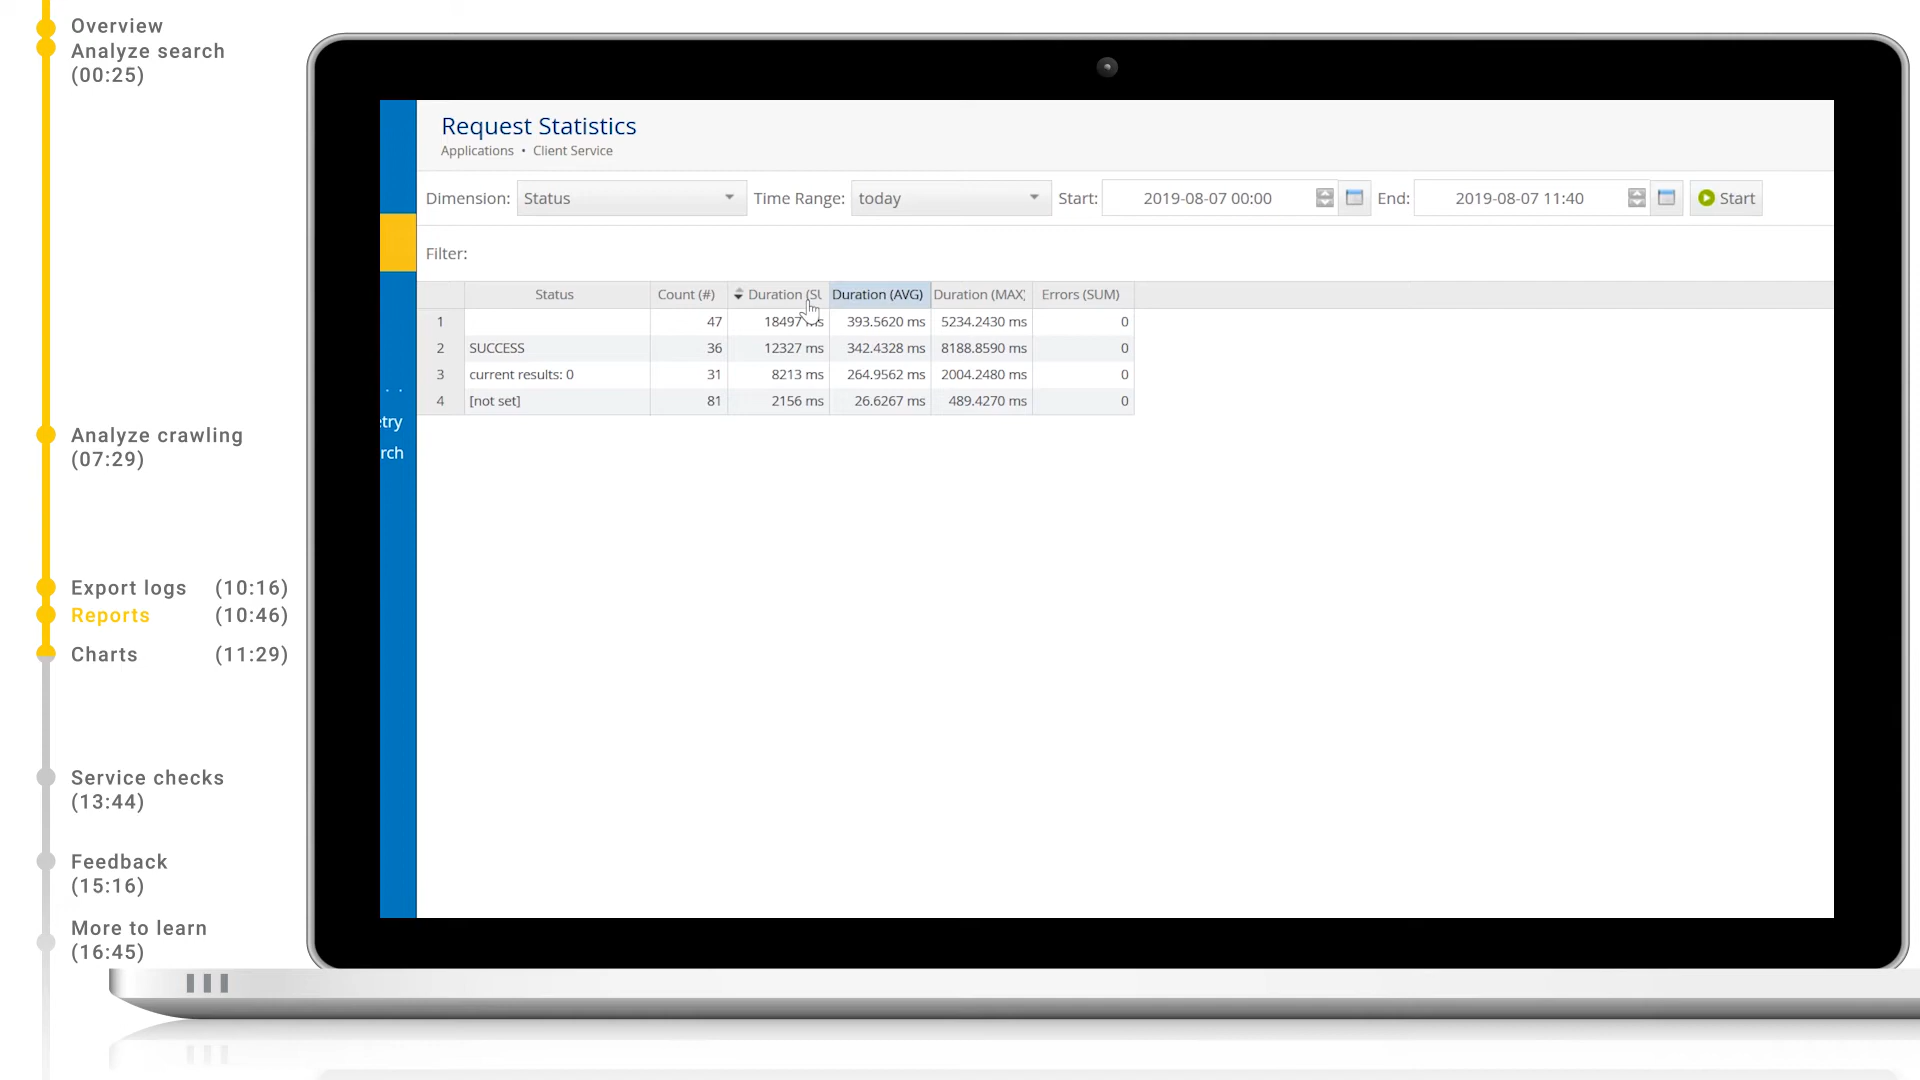 Overview
Analyze search
(00:25)
Analyze crawling
(07:29)
Export logs (10:16)
Reports (10:46)
Charts (11:29)
Service checks
(13:44)
Feedback
(15:16)
More to learn
(16:45)
Request Statistics
Applications • Client Service
Dimension: Status Time Range: today Start: 2019-08-07 00:00 End: 2019-08-07 11:40 Start
Filter:
Status Count (#) Duration (SU Duration (AVG) Duration (MAX) Errors (SUM)
1 47 18497 ms 393.5620 ms 5234.2430 ms 0
2 SUCCESS 36 12327 ms 342.4328 ms 8188.8590 ms 0
3 current results: 0 31 8213 ms 264.9562 ms 2004.2480 ms 0
4 [not set] 81 2156 ms 26.6267 ms 489.4270 ms 0
etry
rch